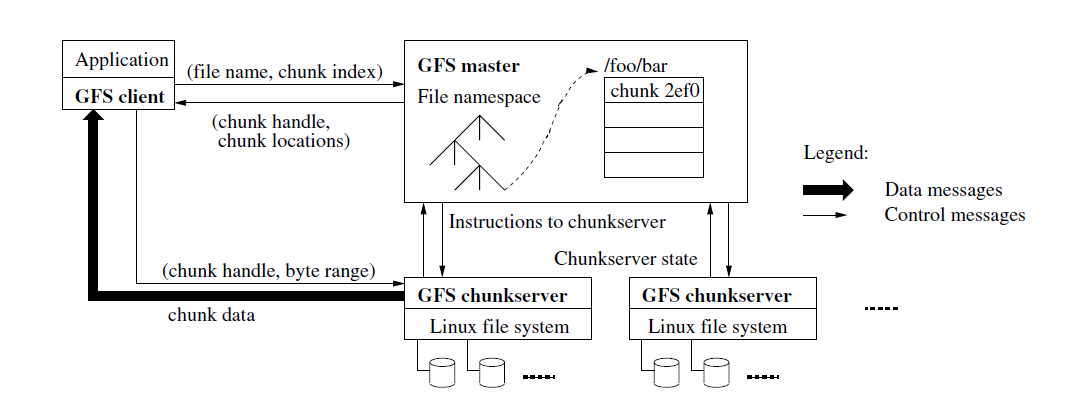 Application
GFS client
(file name, chunk index)
(chunk handle,
chunk locations)
GFS master
File namespace
/foo/bar
chunk 2ef0
Legend:
Data messages
Control messages
Instructions to chunkserver
Chunkserver state
(chunk handle, byte range)
chunk data
GFS chunkserver
Linux file system
GFS chunkserver
Linux file system